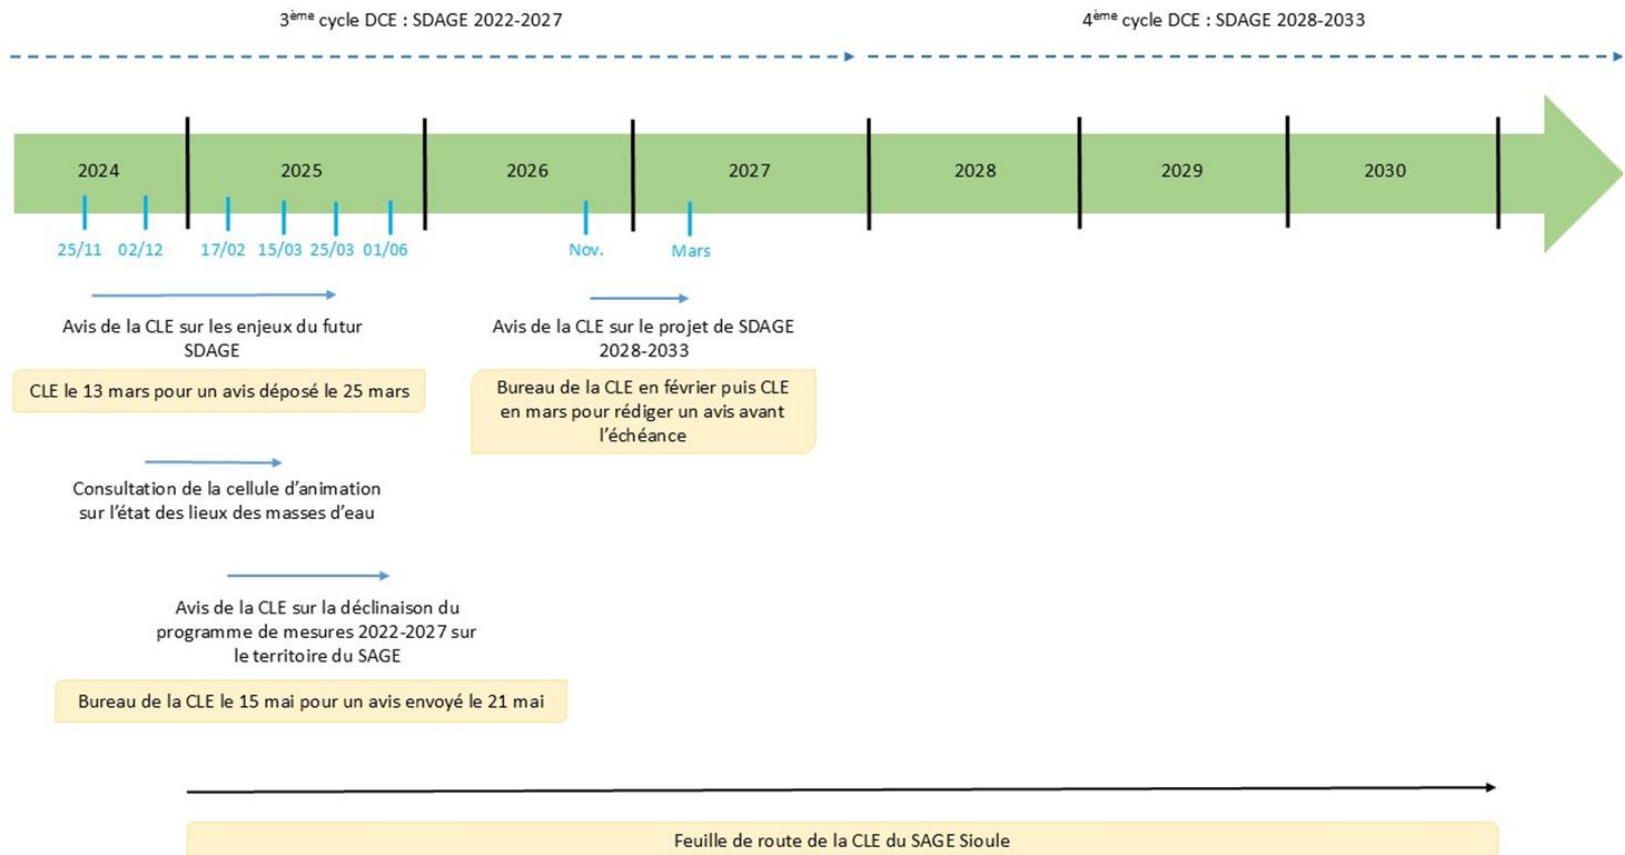 3ème cycle DCE : SDAGE 2022-2027
4ème cycle DCE : SDAGE 2028-2033
2024
2025
2026
2027
2028
2029
2030
25/11
02/12
17/02
15/03
25/03
01/06
Nov.
Mars
Avis de la CLE sur les enjeux du futur
SDAGE
CLE le 13 mars pour un avis déposé le 25 mars
Avis de la CLE sur le projet de SDAGE
2028-2033
Bureau de la CLE en février puis CLE
en mars pour rédiger un avis avant
l’échéance
Consultation de la cellule d’animation
sur l’état des lieux des masses d’eau
Avis de la CLE sur la déclinaison du
programme de mesures 2022-2027 sur
le territoire du SAGE
Bureau de la CLE le 15 mai pour un avis envoyé le 21 mai
Feuille de route de la CLE du SAGE Sioule